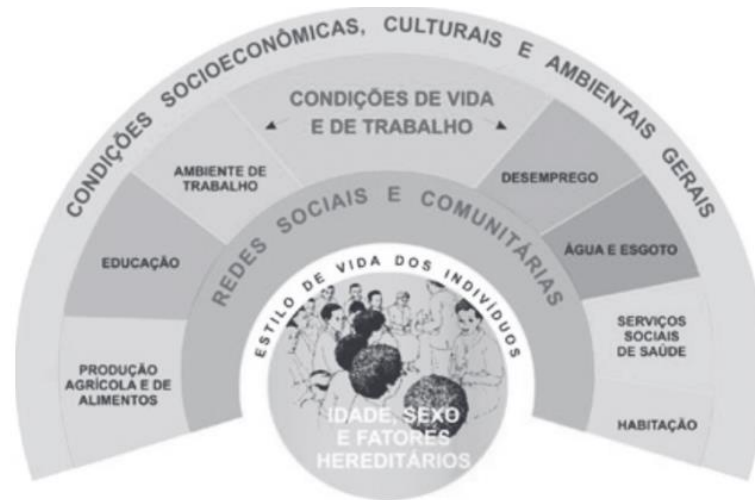 CONDIÇÕES SOCIOECONÔMICAS, CULTURAIS E AMBIENTAIS GERAIS
CONDIÇÕES DE VIDA
E DE TRABALHO
AMBIENTE DE
TRABALHO
DESEMPREGO
REDES SOCIAIS E COMUNITÁRIAS
EDUCAÇÃO
ÁGUA E ESGOTO
ESTILO DE VIDA DOS INDIVÍDUOS
PRODUÇÃO
AGRÍCOLA E DE
ALIMENTOS
SERVIÇOS
SOCIAIS
DE SAÚDE
HABITAÇÃO
IDADE, SEXO
E FATORES
HEREDITÁRIOS